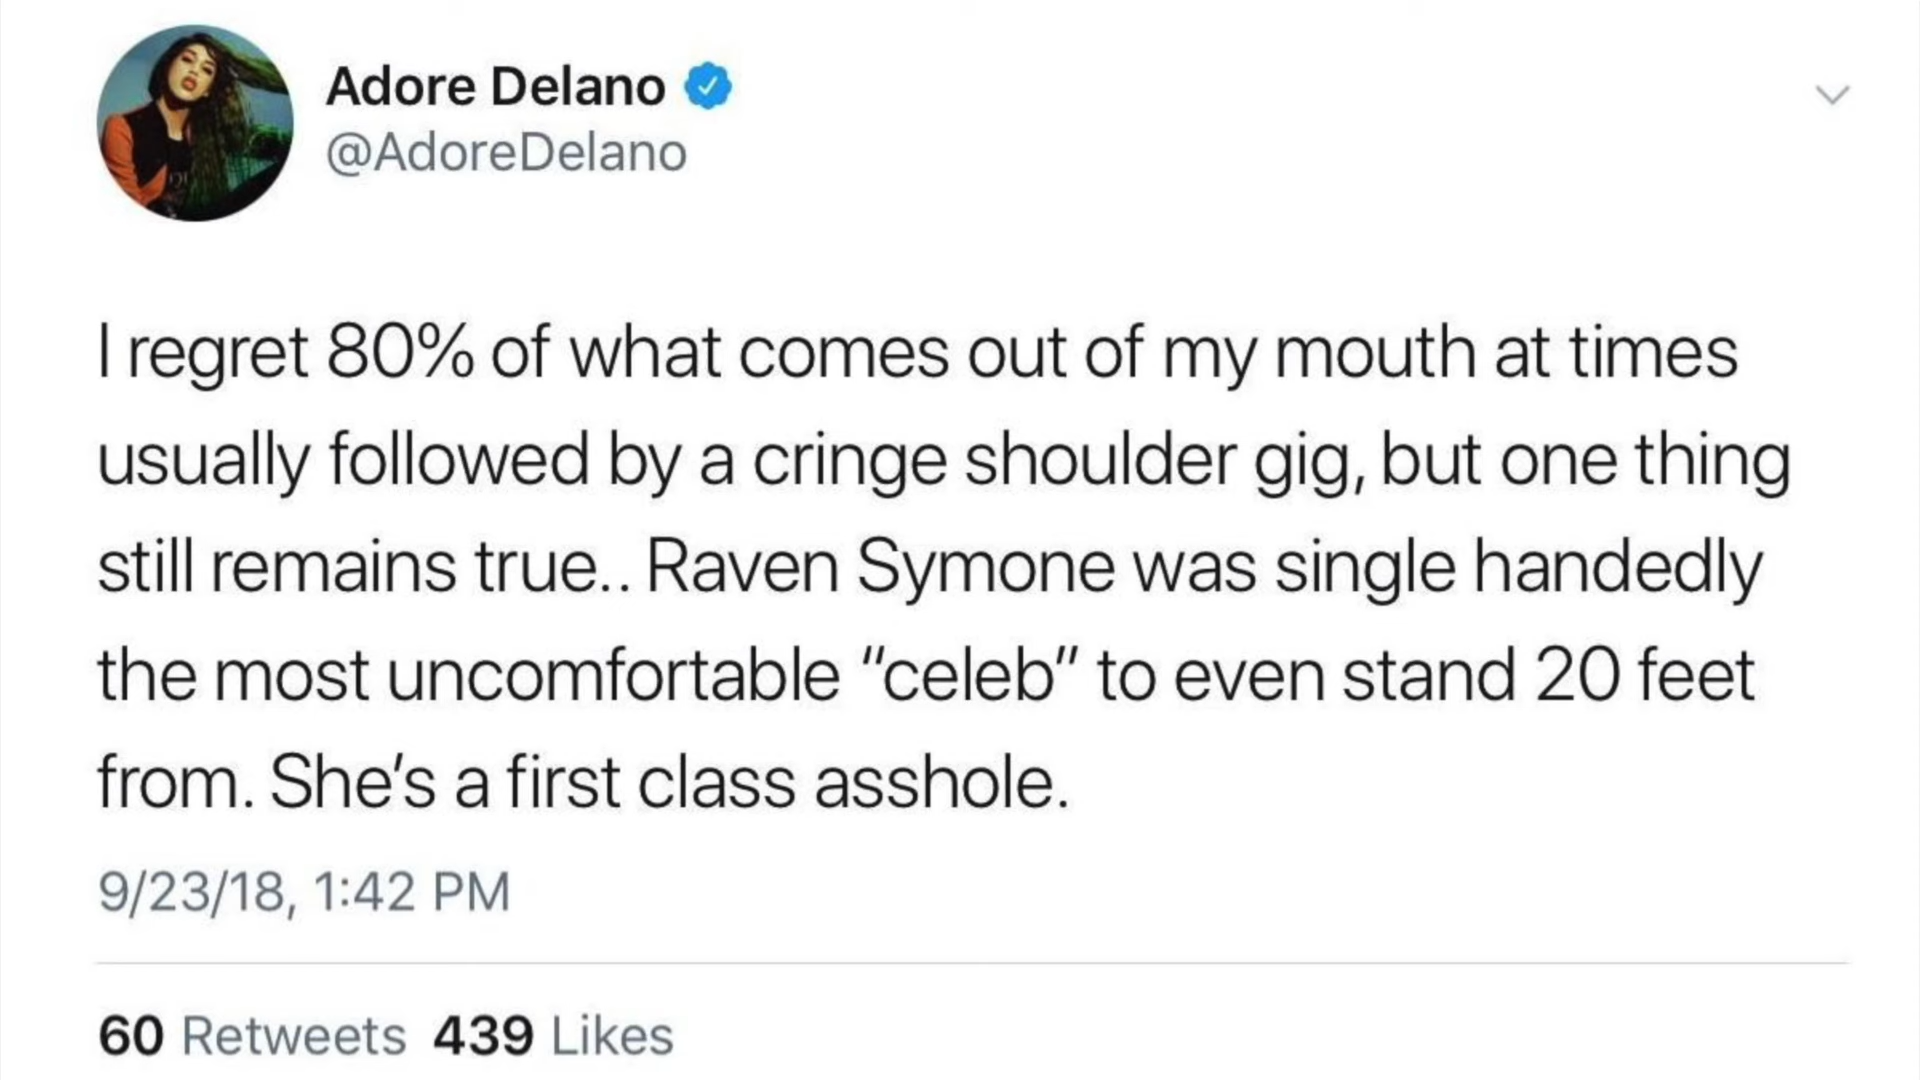 Adore Delano
@AdoreDelano
I regret 80% of what comes out of my mouth at times
usually followed by a cringe shoulder gig, but one thing
still remains true.. Raven Symone was single handedly
the most uncomfortable “celeb” to even stand 20 feet
from. She’s a first class asshole.
9/23/18, 1:42 PM
60 Retweets 439 Likes